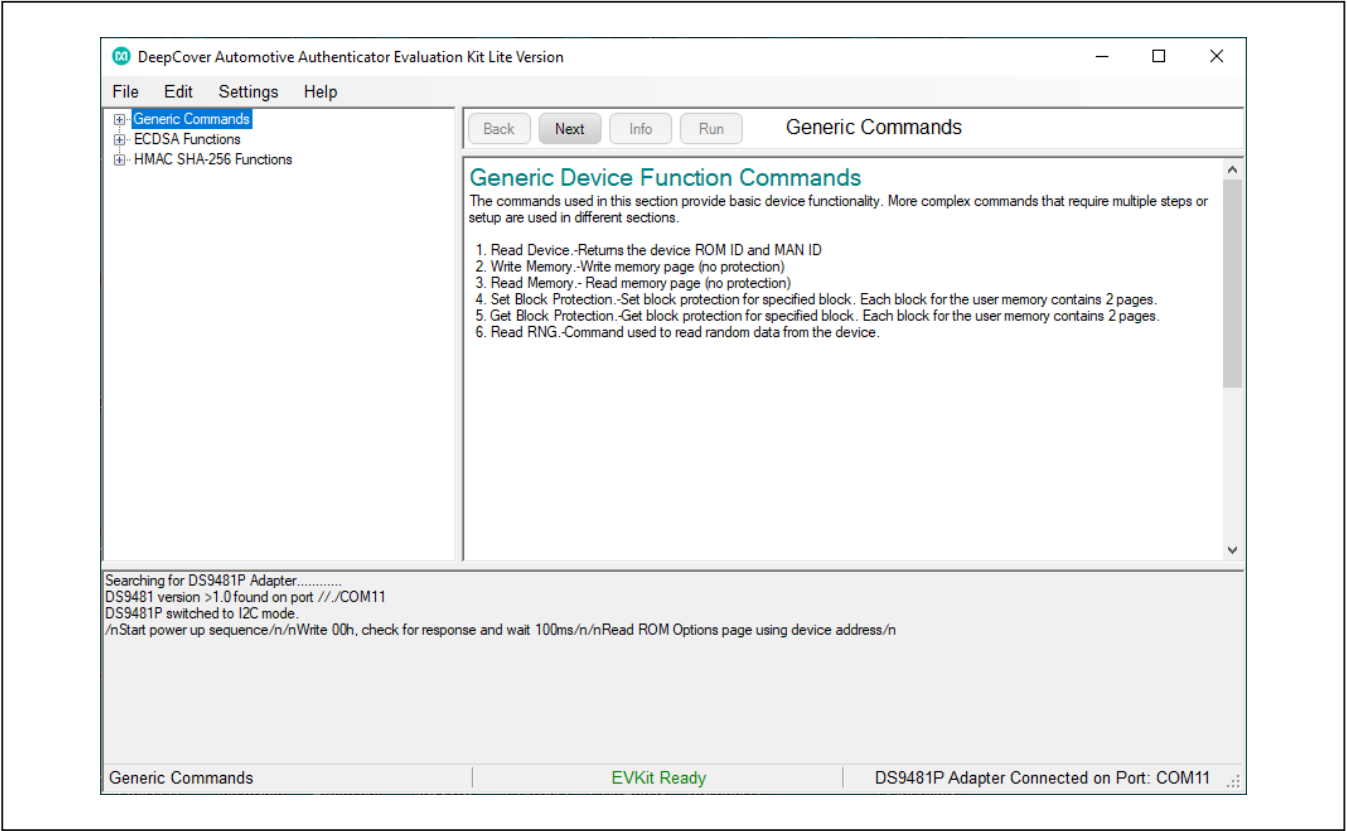 DeepCover Automotive Authenticator Evaluation Kit Lite Version
File Edit Settings Help
Generic Commands
ECDSA Functions
HMAC SHA-256 Functions
Back Next Info Run Generic Commands
Generic Device Function Commands
The commands used in this section provide basic device functionality. More complex commands that require multiple steps or
setup are used in different sections.
1. Read Device.-Returns the device ROM ID and MAN ID
2. Write Memory.-Write memory page (no protection)
3. Read Memory.- Read memory page (no protection)
4. Set Block Protection.-Set block protection for specified block. Each block for the user memory contains 2 pages.
5. Get Block Protection.-Get block protection for specified block. Each block for the user memory contains 2 pages.
6. Read RNG.-Command used to read random data from the device.
Searching for DS9481P Adapter............
DS9481 version >1.0 found on port //./COM11
DS9481P switched to I2C mode.
/nStart power up sequence/n/nWrite 00h, check for response and wait 100ms/n/nRead ROM Options page using device address/n
Generic Commands EVKit Ready DS9481P Adapter Connected on Port: COM11